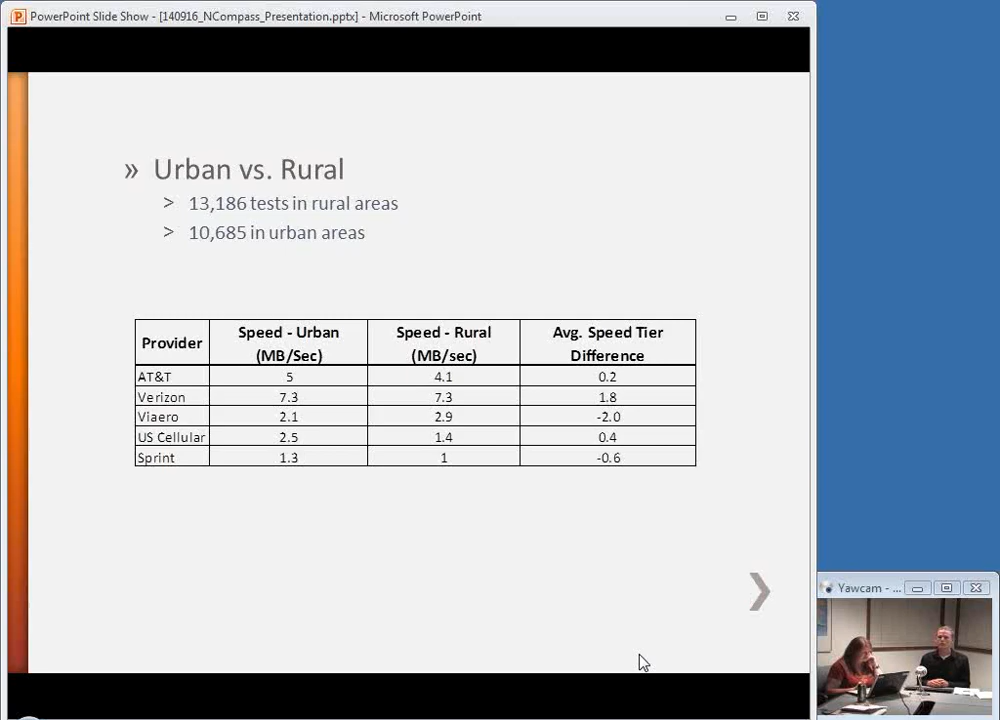 PowerPoint Slide Show - [140916_NCompass_Presentation.pptx] - Microsoft PowerPoint
» Urban vs. Rural
> 13,186 tests in rural areas
> 10,685 in urban areas
Provider Speed - Urban (MB/Sec) Speed - Rural (MB/sec) Avg. Speed Tier Difference
AT&T 5 4.1 0.2
Verizon 7.3 7.3 1.8
Viaero 2.1 2.9 -2.0
US Cellular 2.5 1.4 0.4
Sprint 1.3 1 -0.6
Yawcam - ...